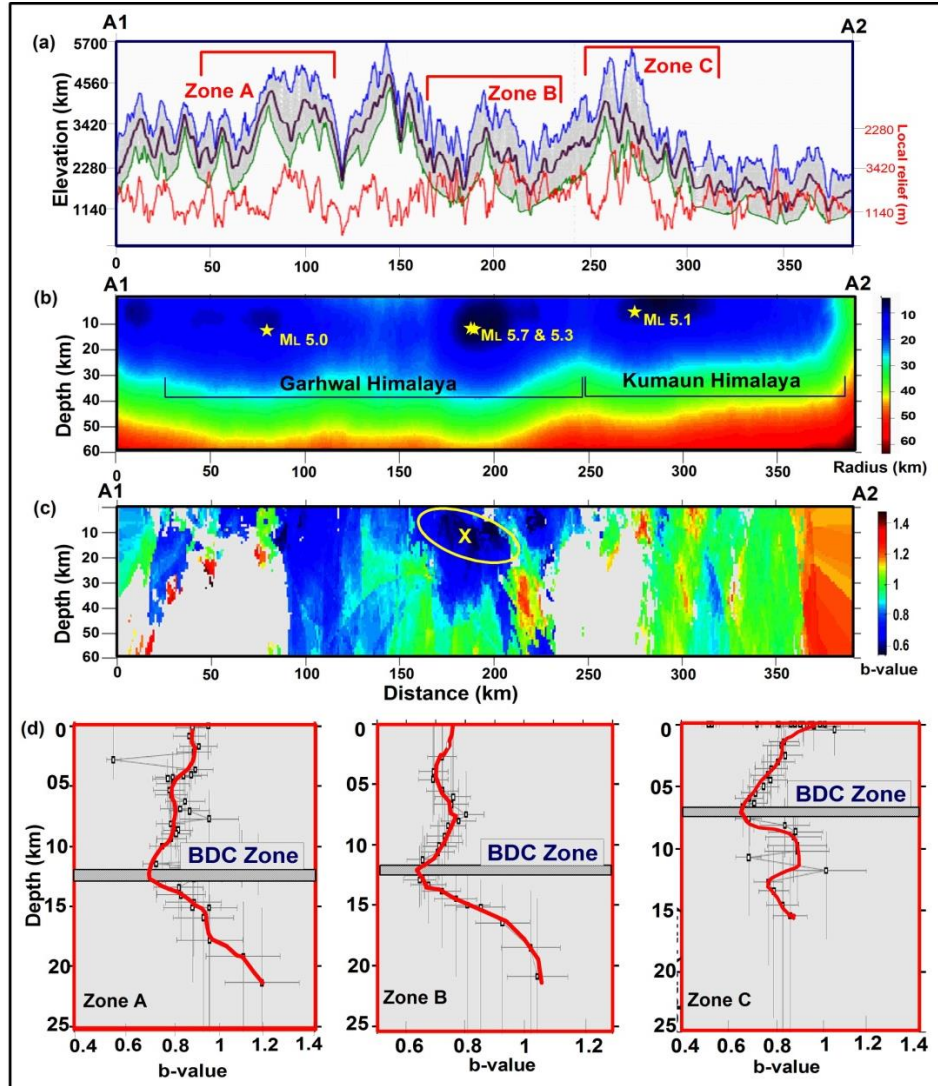 A1 A2
(a)
5700
4560
3420
2280
1140
0
Elevation (km)
Zone A
Zone B
Zone C
2280
3420
1140
Local relief (m)
0 50 100 150 200 250 300 350
(b) A1 A2
10
20
30
40
50
60
Depth (km)
ML 5.0
ML 5.7 & 5.3
ML 5.1
Garhwal Himalaya
Kumaun Himalaya
10
20
30
40
50
60
Radius (km)
0 50 100 150 200 250 300 350
A1 A2
(c)
10
20
30
40
50
60
Depth (km)
X
1.4
1.2
1
0.8
0.6
b-value
0 50 100 150 200 250 300 350
Distance (km)
(d)
0
05
10
15
20
25
Depth (km)
BDC Zone
Zone A
0.4 0.6 0.8 1.0 1.2 1.4
b-value
0
05
10
15
20
25
BDC Zone
Zone B
0.6 0.8 1.0 1.2
b-value
0
05
10
15
20
25
BDC Zone
Zone C
0.4 0.6 0.8 1.0 1.2 1.4
b-value